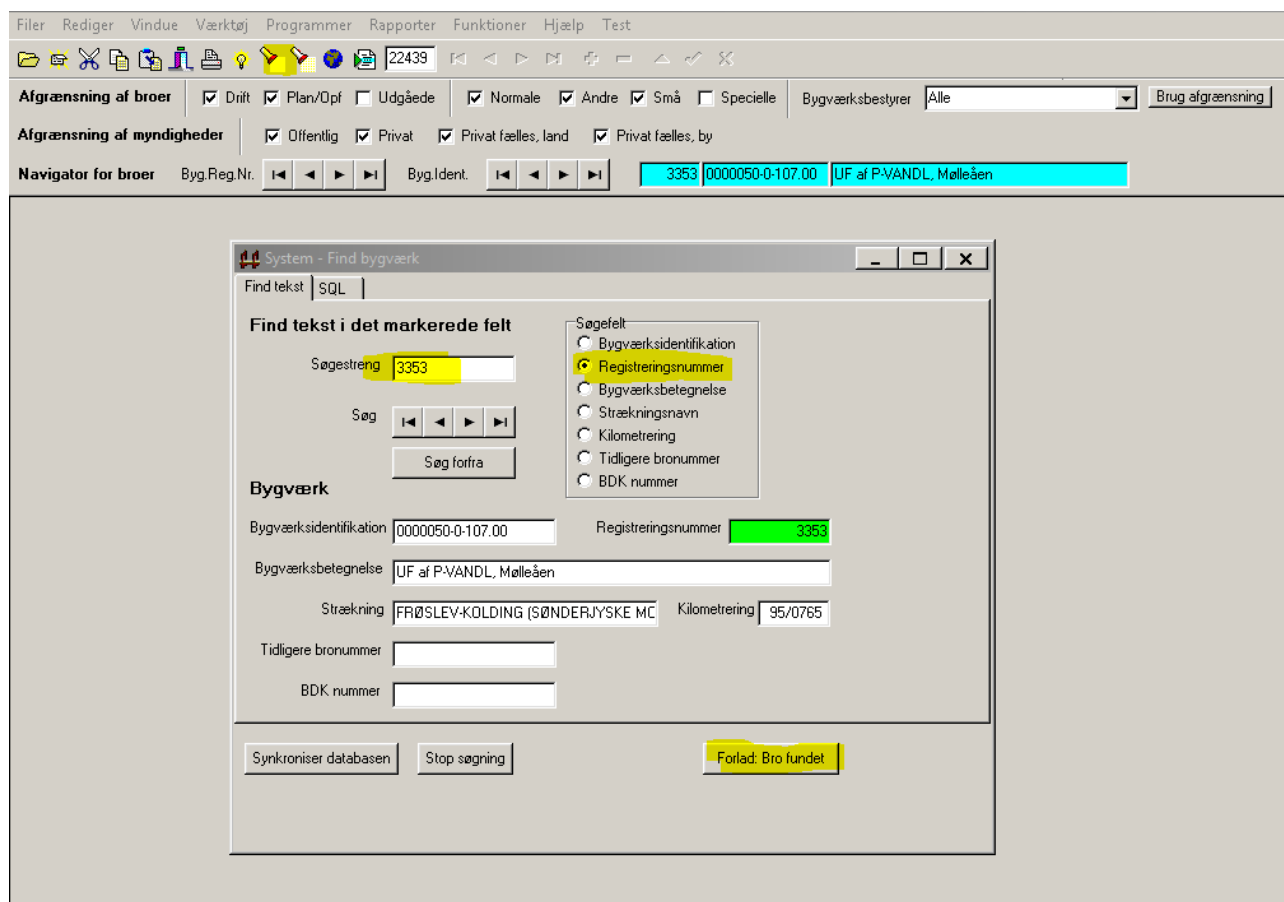 Filer Rediger Vindue Værktøj Programmer Rapporter Funktioner Hjælp Test
22439
Afgrænsning af broer Drift Plan/Opf Udgåede Normale Andre Små Specielle Bygværksbestyrer Alle Brug afgrænsning
Afgrænsning af myndigheder Offentlig Privat Privat fælles, land Privat fælles, by
Navigator for broer Byg.Reg.Nr. Byg.Ident. 3353 0000050-0-107.00 UF af P-VANDL, Mølleåen
System - Find bygværk
Find tekst SQL
Find tekst i det markerede felt
Søgestreng 3353
Søg
Søg forfra
Søgefelt
Bygværksidentifikation
Registreringsnummer
Bygværksbetegnelse
Strækningsnavn
Kilometrering
Tidligere bronummer
BDK nummer
Bygværk
Bygværksidentifikation 0000050-0-107.00 Registreringsnummer 3353
Bygværksbetegnelse UF af P-VANDL, Mølleåen
Strækning FRØSLEV-KOLDING (SØNDERJYSKE MO Kilometrering 95/0765
Tidligere bronummer
BDK nummer
Synkroniser databasen Stop søgning Forlad: Bro fundet